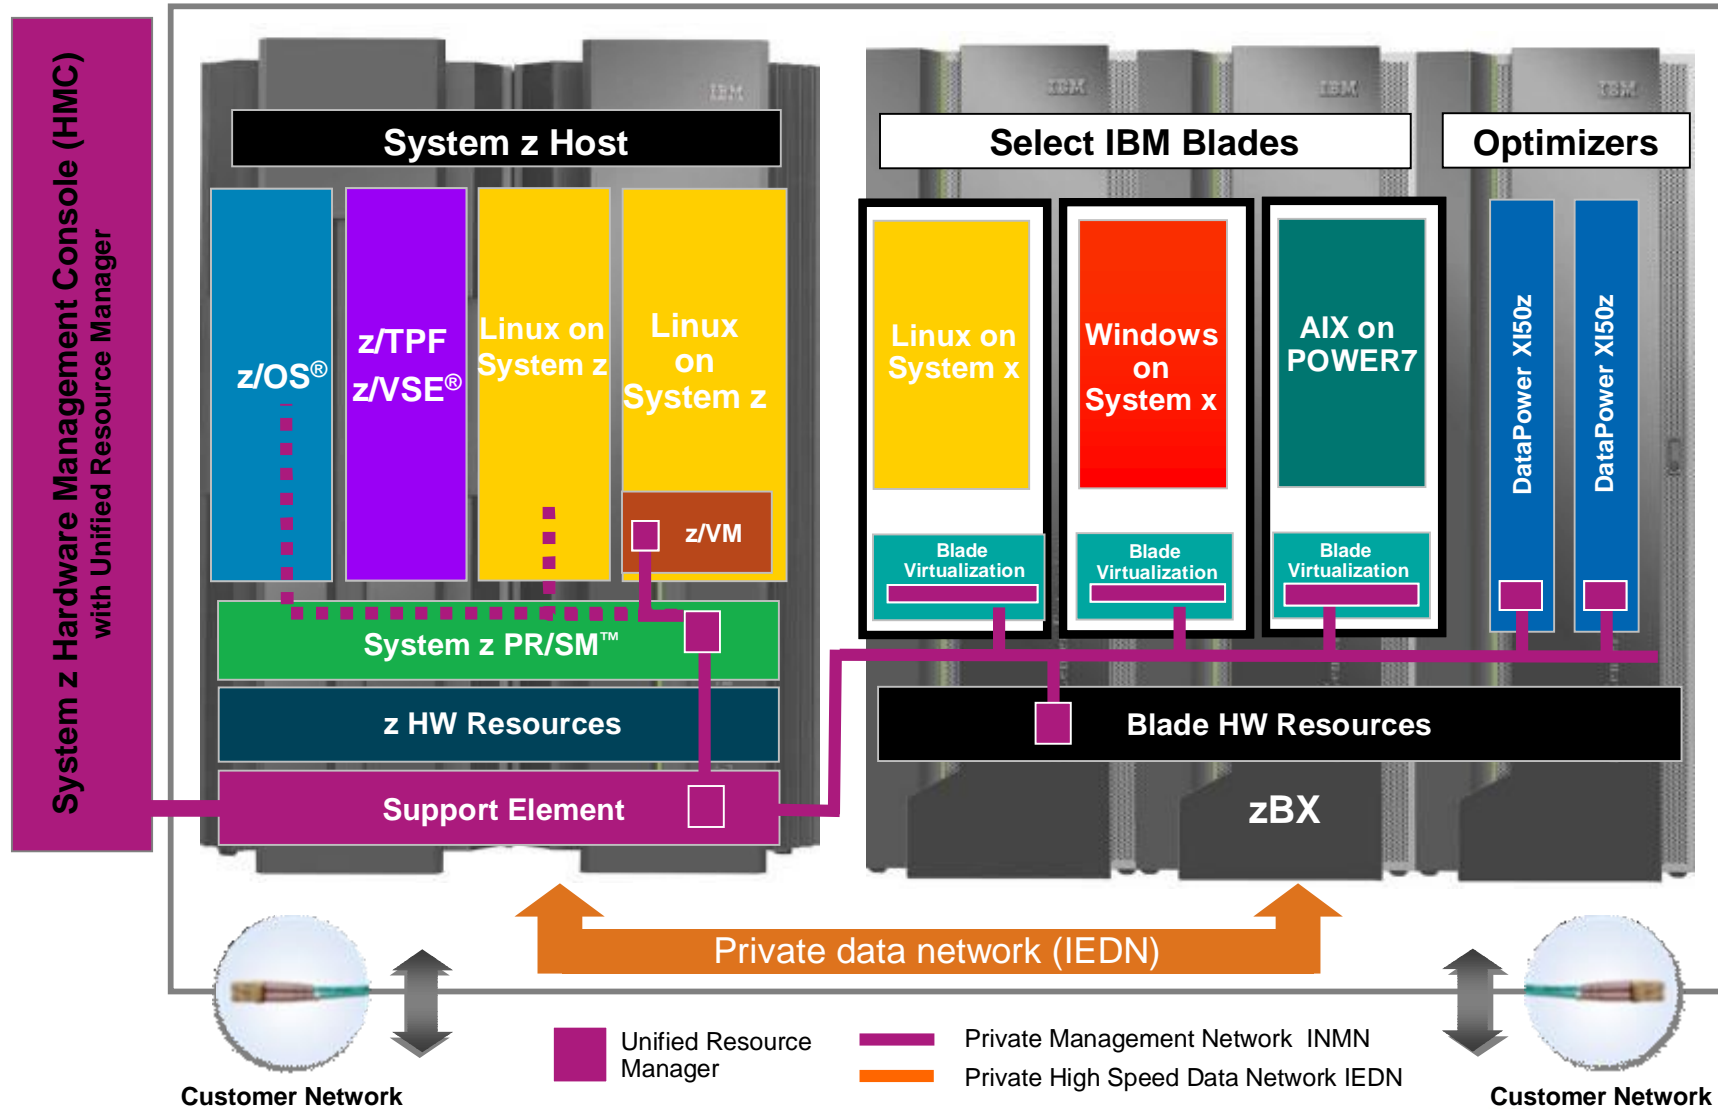 System z Hardware Management Console (HMC)
with Unified Resource Manager
IBM
IBM
IBM
IBM
System z Host
Select IBM Blades
Optimizers
z/OS®
z/TPF
z/VSE®
Linux on
System z
Linux
on
System z
z/VM
Linux on
System x
Windows
on
System x
AIX on
POWER7
DataPower XI50z
DataPower XI50z
Blade
Virtualization
Blade
Virtualization
Blade
Virtualization
System z PR/SM™
z HW Resources
Blade HW Resources
Support Element
zBX
Private data network (IEDN)
Customer Network
Unified Resource
Manager
Private Management Network  INMN
Private High Speed Data Network IEDN
Customer Network